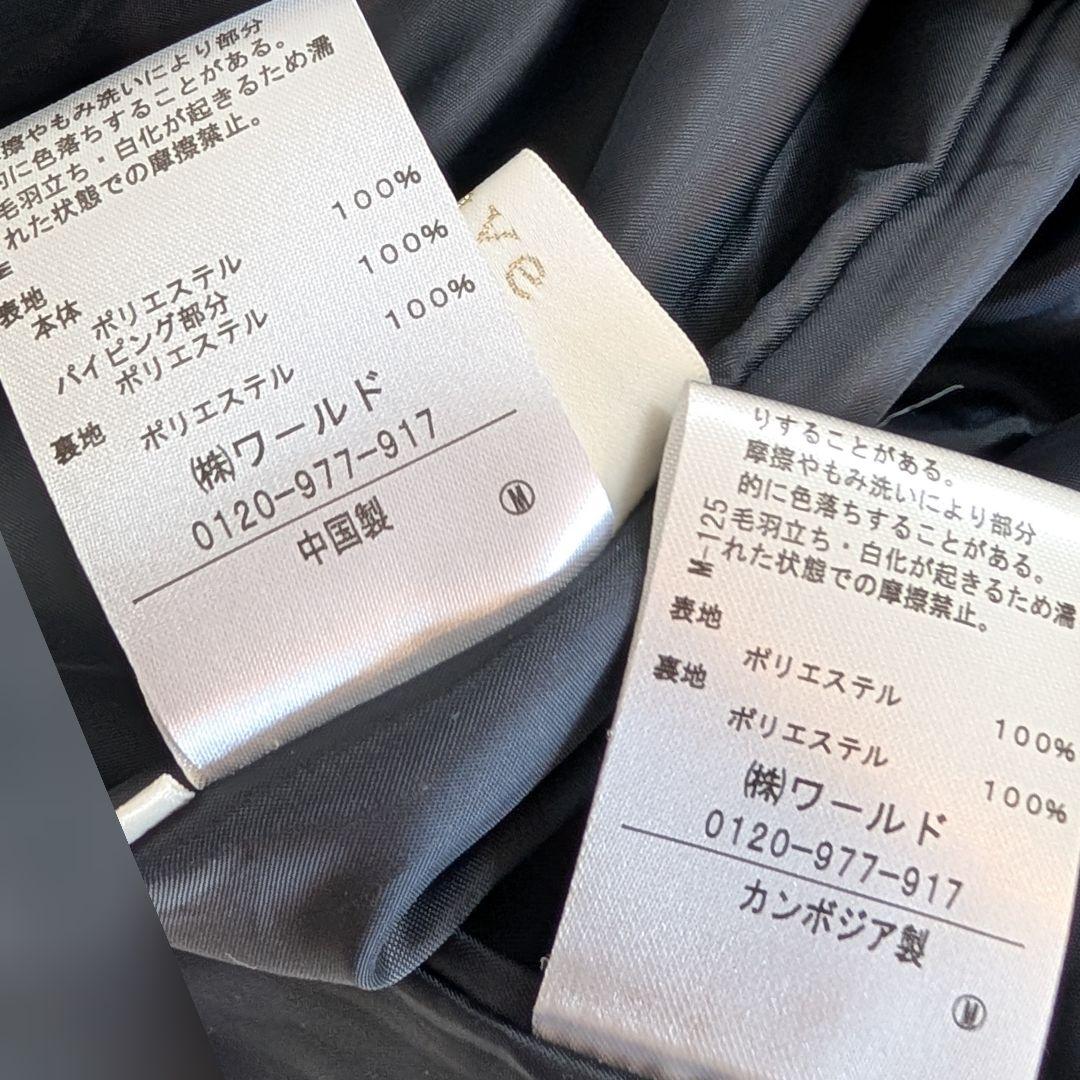 擦やもみ洗いにより部分
的に色落ちすることがある。
毛羽立ち・白化が起きるため濡
れた状態での摩擦禁止。
表地
本体 ポリエステル 100%
パイピング部分
ポリエステル 100%
裏地 ポリエステル 100%
㈱ワールド
0120-977-917
中国製
Ⓜ
りすることがある。
摩擦やもみ洗いにより部分
的に色落ちすることがある。
毛羽立ち・白化が起きるため濡
れた状態での摩擦禁止。
M-125
表地
ポリエステル 100%
裏地
ポリエステル 100%
㈱ワールド
0120-977-917
カンボジア製
Ⓜ